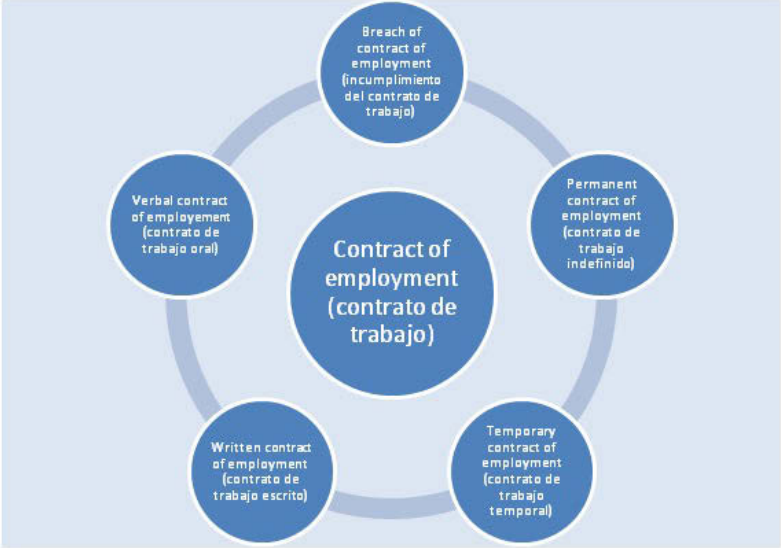 Breach of
contract of
employment
(incumplimiento
del contrato de
trabajo)
Verbal contract
of employement
(contrato de
trabajo oral)
Permanent
contract of
employment
(contrato de
trabajo
indefinido)
Contract of
employment
(contrato de
trabajo)
Written contract
of employment
(contrato de
trabajo escrito)
Temporary
contract of
employment
(contrato de
trabajo
temporal)